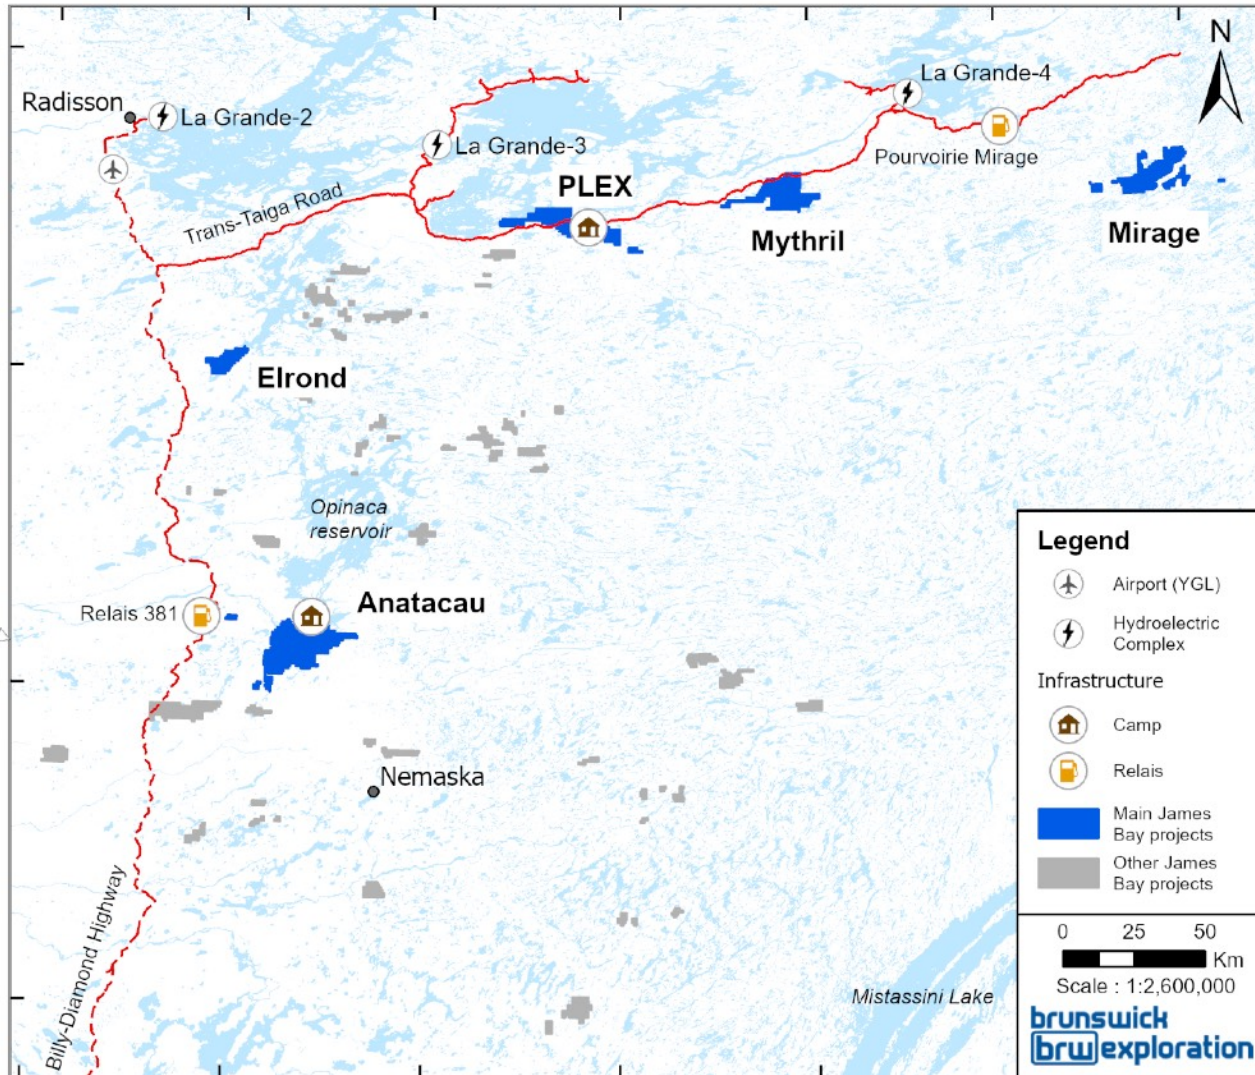 N
La Grande-4
Radisson
La Grande-2
La Grande-3
Pourvoirie Mirage
PLEX
Trans-Taiga Road
Mythril
Mirage
Elrond
Opinaca
reservoir
Relais 381
Anatacau
Nemaska
Billy-Diamond Highway
Mistassini Lake
Legend
Airport (YGL)
Hydroelectric
Complex
Infrastructure
Camp
Relais
Main James
Bay projects
Other James
Bay projects
0 25 50
Km
Scale : 1:2,600,000
brunswick
brw exploration